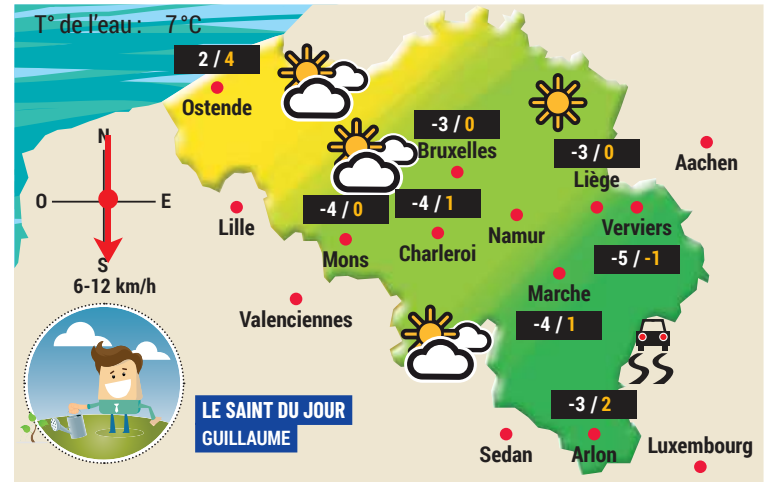 T° de l'eau : 7 °C
2 / 4
Ostende
-3 / 0
Bruxelles
-3 / 0
Liège
Aachen
N
O
E
S
6-12 km/h
Lille
-4 / 0
Mons
-4 / 1
Charleroi
Namur
Verviers
-5 / -1
Marche
-4 / 1
Valenciennes
-3 / 2
Arlon
Sedan
Luxembourg
LE SAINT DU JOUR
GUILLAUME